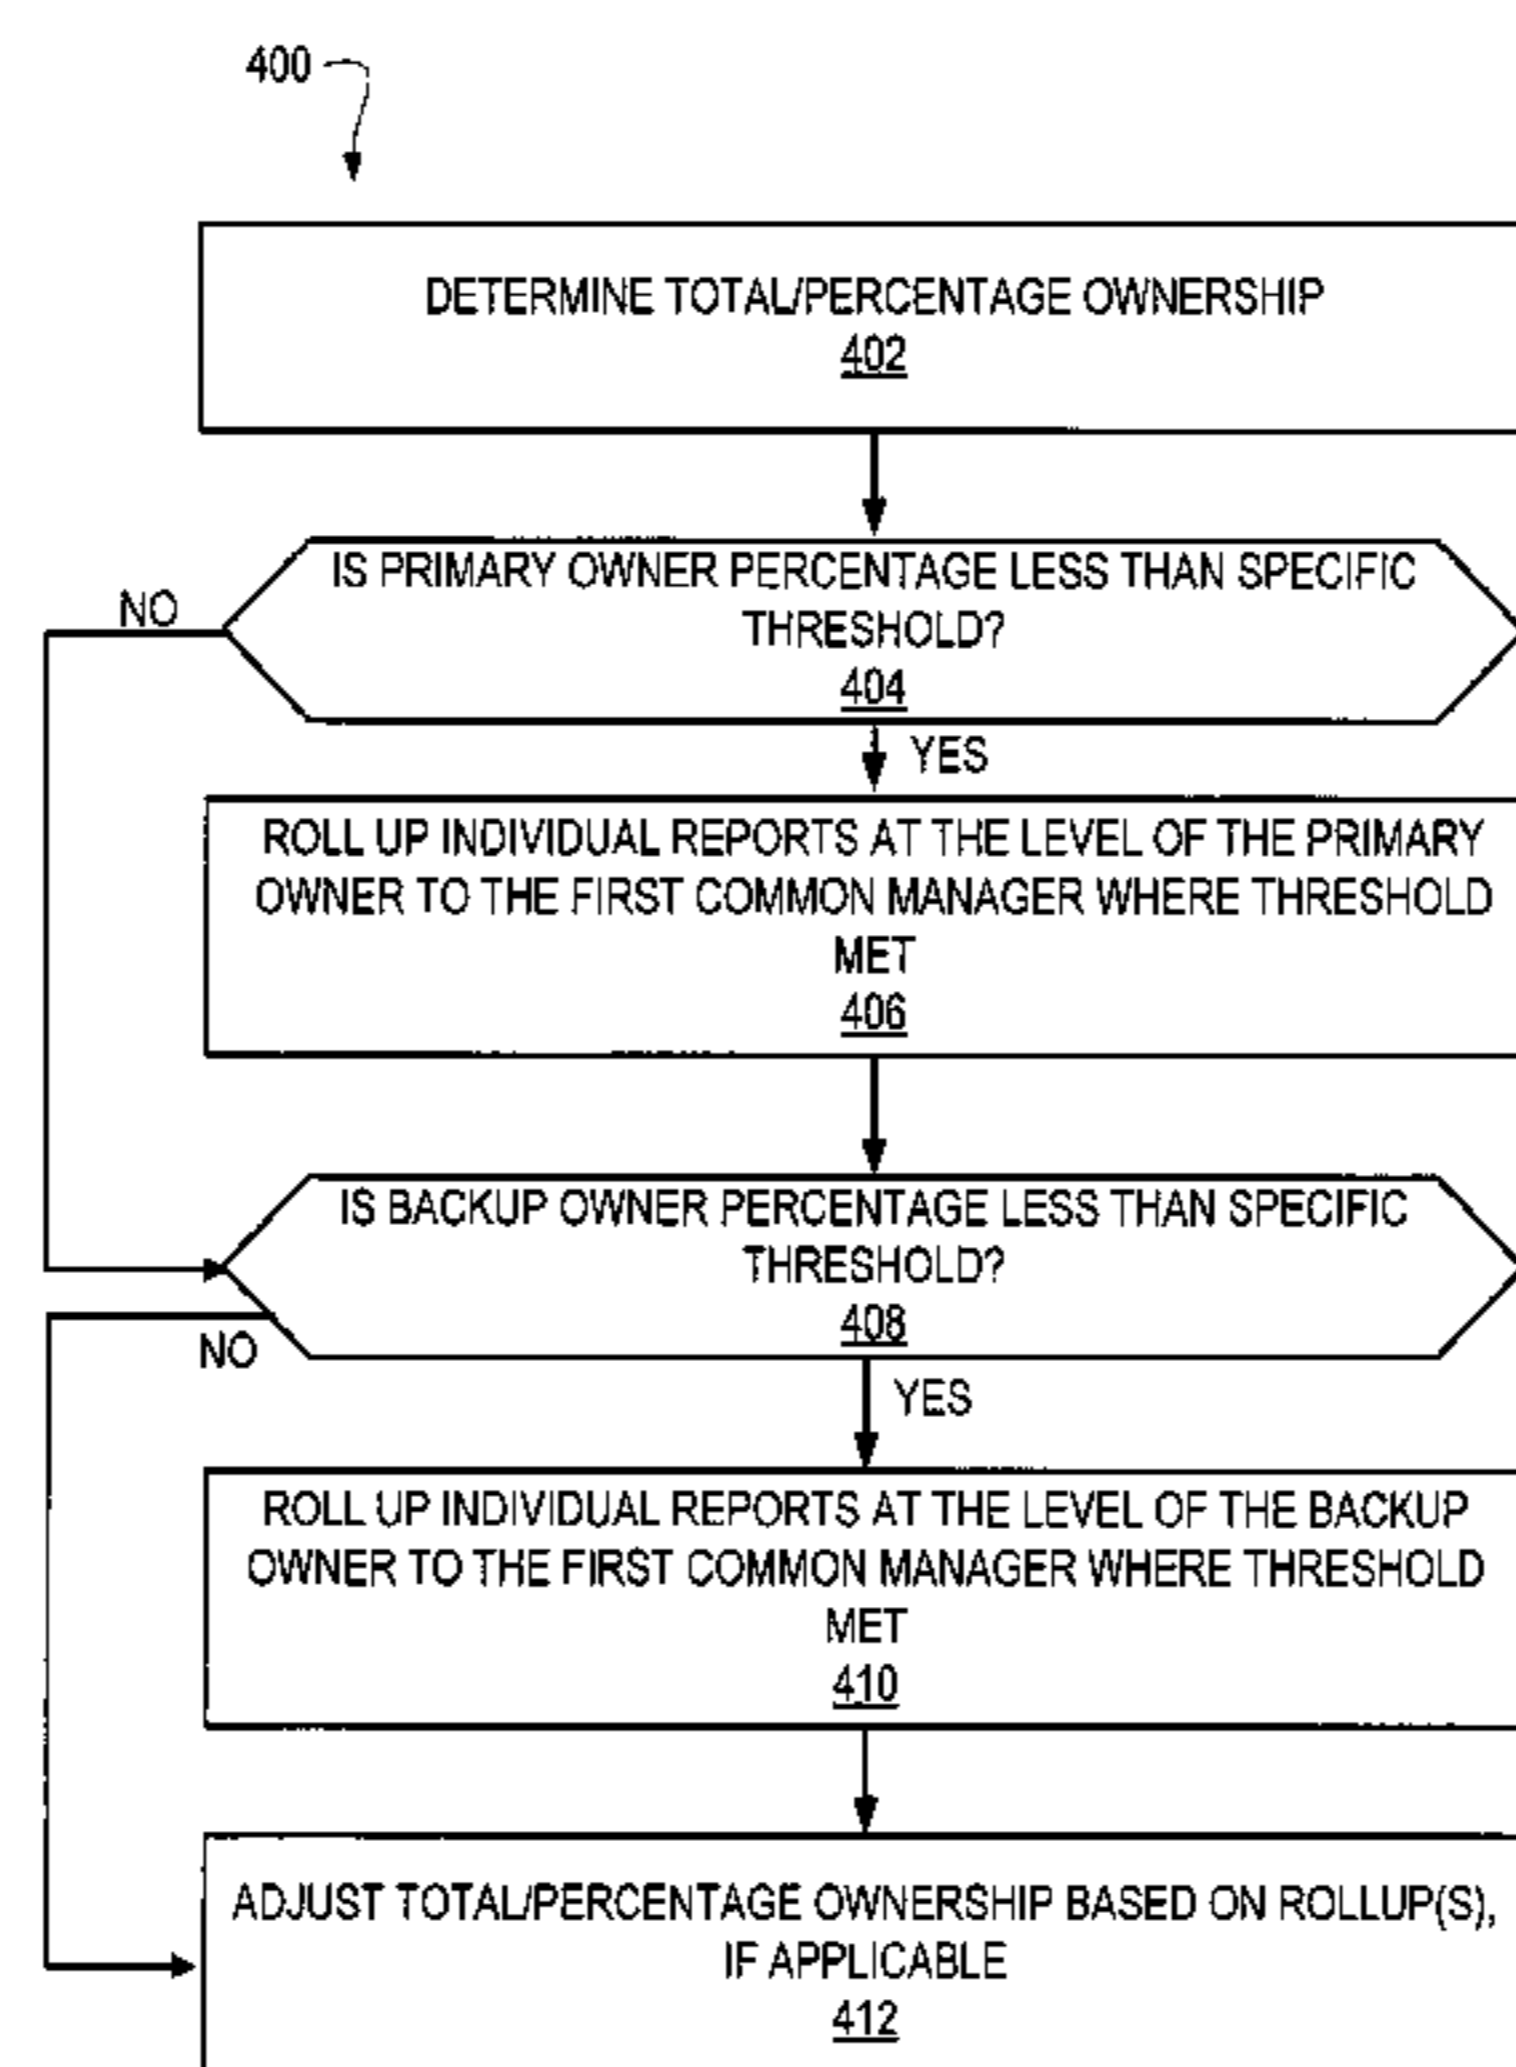 400
DETERMINE TOTAL/PERCENTAGE OWNERSHIP
402
IS PRIMARY OWNER PERCENTAGE LESS THAN SPECIFIC
THRESHOLD?
404
NO
YES
ROLL UP INDIVIDUAL REPORTS AT THE LEVEL OF THE PRIMARY
OWNER TO THE FIRST COMMON MANAGER WHERE THRESHOLD
MET
406
IS BACKUP OWNER PERCENTAGE LESS THAN SPECIFIC
THRESHOLD?
408
NO
YES
ROLL UP INDIVIDUAL REPORTS AT THE LEVEL OF THE BACKUP
OWNER TO THE FIRST COMMON MANAGER WHERE THRESHOLD
MET
410
ADJUST TOTAL/PERCENTAGE OWNERSHIP BASED ON ROLLUP(S),
IF APPLICABLE
412